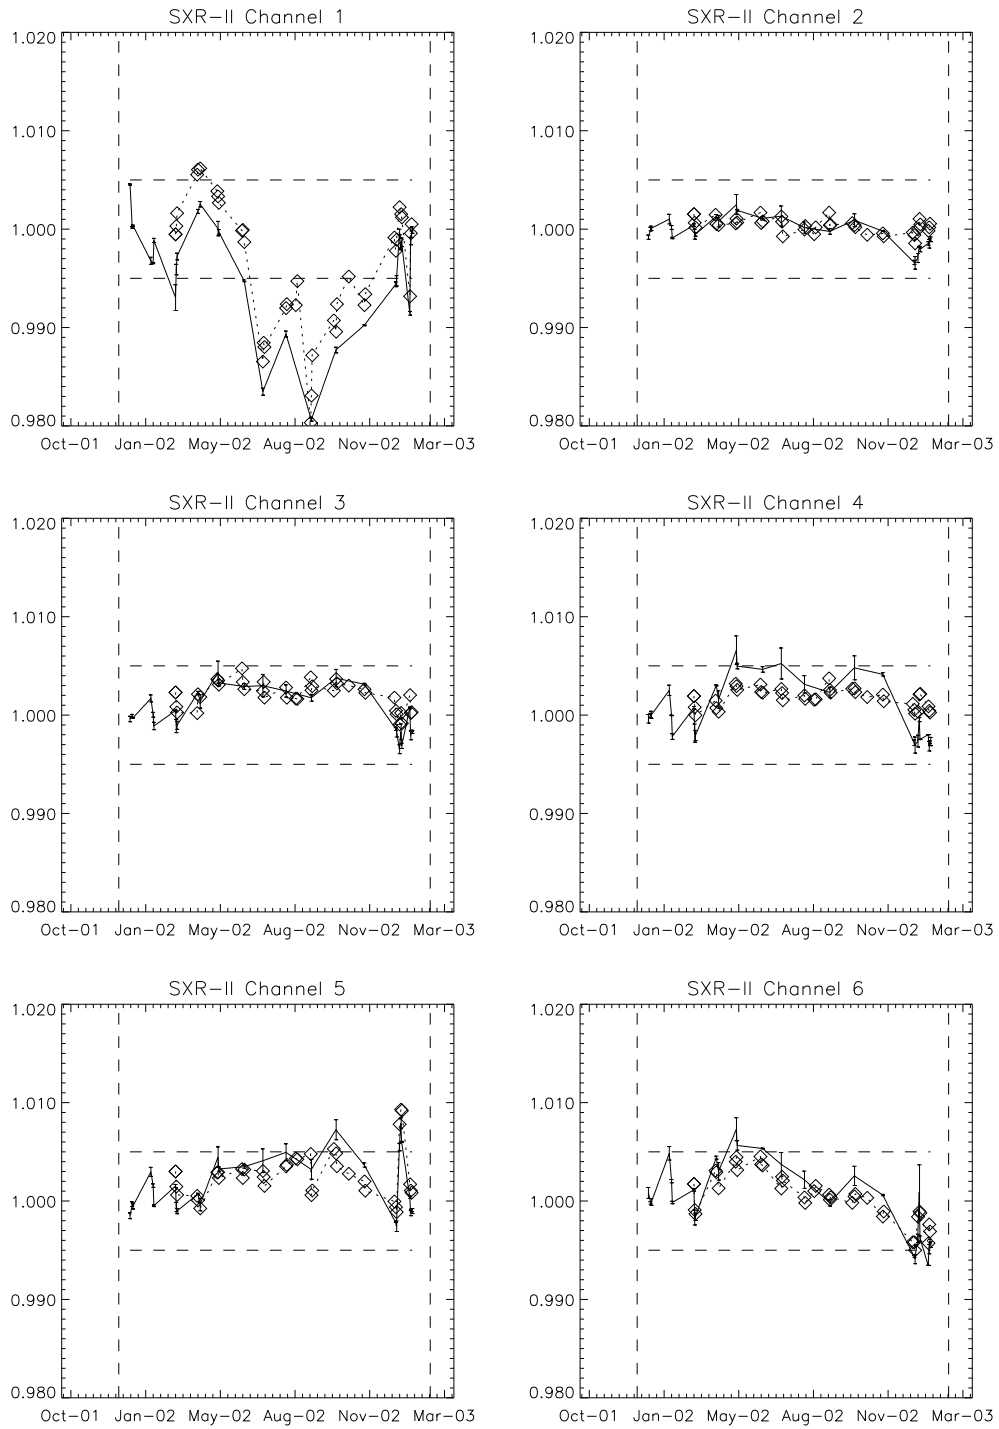 SXR-II Channel 1
1.020
1.010
1.000
0.990
0.980
Oct-01 Jan-02 May-02 Aug-02 Nov-02 Mar-03
SXR-II Channel 2
1.020
1.010
1.000
0.990
0.980
Oct-01 Jan-02 May-02 Aug-02 Nov-02 Mar-03
SXR-II Channel 3
1.020
1.010
1.000
0.990
0.980
Oct-01 Jan-02 May-02 Aug-02 Nov-02 Mar-03
SXR-II Channel 4
1.020
1.010
1.000
0.990
0.980
Oct-01 Jan-02 May-02 Aug-02 Nov-02 Mar-03
SXR-II Channel 5
1.020
1.010
1.000
0.990
0.980
Oct-01 Jan-02 May-02 Aug-02 Nov-02 Mar-03
SXR-II Channel 6
1.020
1.010
1.000
0.990
0.980
Oct-01 Jan-02 May-02 Aug-02 Nov-02 Mar-03